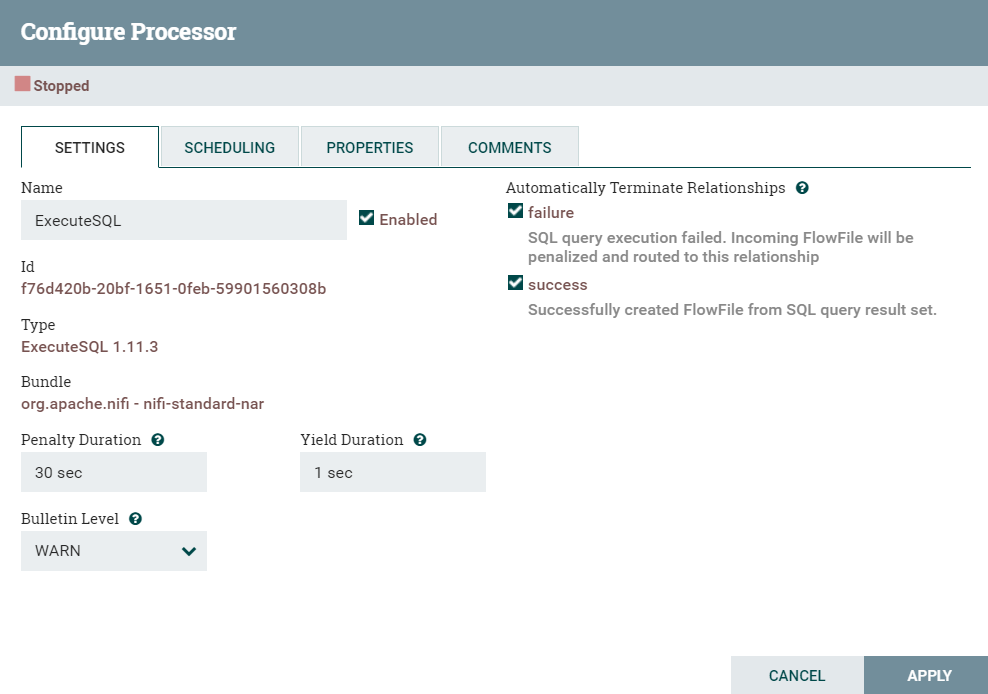 Configure Processor
Stopped
SETTINGS
SCHEDULING
PROPERTIES
COMMENTS
Name
ExecuteSQL
Enabled
Id
f76d420b-20bf-1651-0feb-59901560308b
Type
ExecuteSQL 1.11.3
Bundle
org.apache.nifi - nifi-standard-nar
Penalty Duration
30 sec
Yield Duration
1 sec
Bulletin Level
WARN
Automatically Terminate Relationships
failure
SQL query execution failed. Incoming FlowFile will be
penalized and routed to this relationship
success
Successfully created FlowFile from SQL query result set.
CANCEL
APPLY